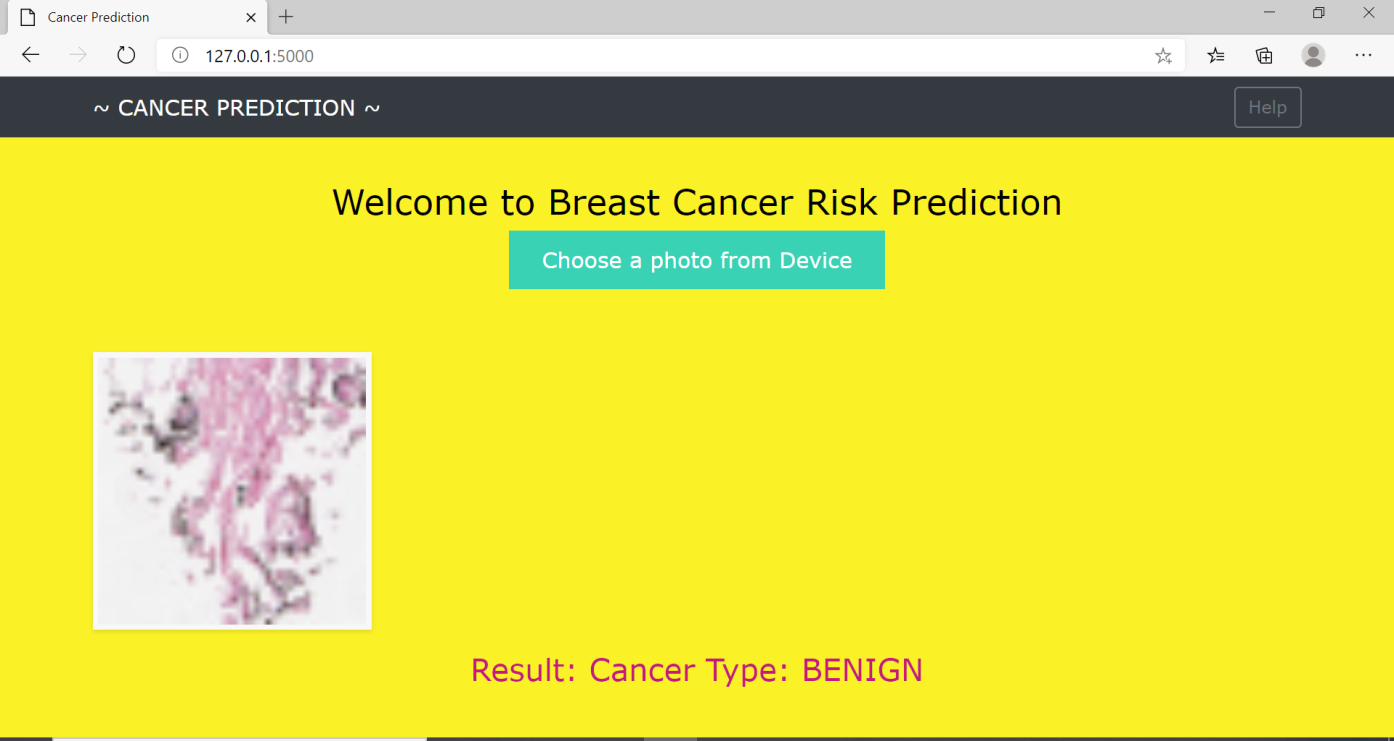 Cancer Prediction
127.0.0.1:5000
~ CANCER PREDICTION ~
Help
Welcome to Breast Cancer Risk Prediction
Choose a photo from Device
Result: Cancer Type: BENIGN